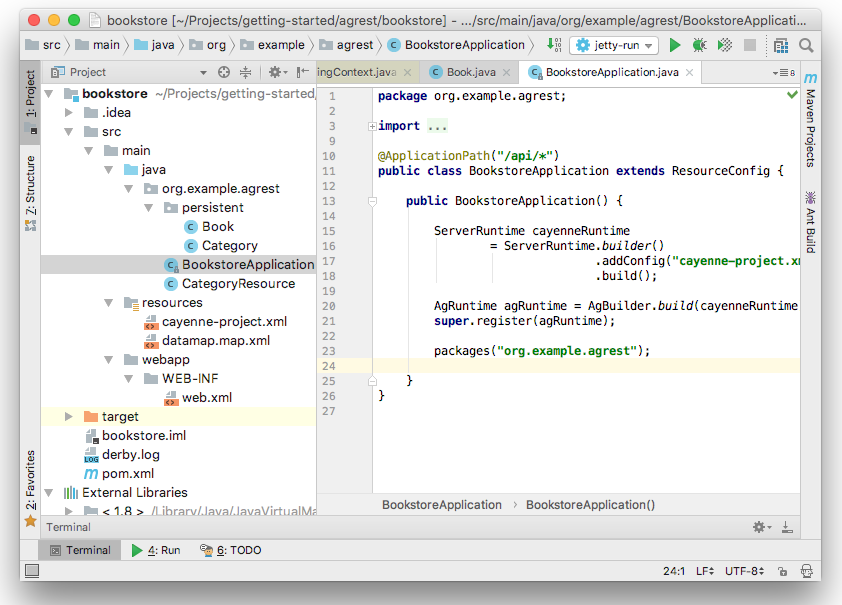 bookstore [~/Projects/getting-started/agrest/bookstore] - .../src/main/java/org/example/agrest/BookstoreApplicati...
src main java org example agrest BookstoreApplication jetty-run
1: Project
Z: Structure
2: Favorites
Project
bookstore ~/Projects/getting-started,
.idea
src
main
java
org.example.agrest
persistent
Book
Category
BookstoreApplication
CategoryResource
resources
cayenne-project.xml
datamap.map.xml
webapp
WEB-INF
web.xml
target
bookstore.iml
derby.log
pom.xml
External Libraries
< 1.8 > /Library/Java/JavaVirtualMa
ingContext.java Book.java BookstoreApplication.java 8
1 package org.example.agrest;
2
3 import ...
9
10 @ApplicationPath("/api/*")
11 public class BookstoreApplication extends ResourceConfig {
12
13 public BookstoreApplication() {
14
15 ServerRuntime cayenneRuntime
16 = ServerRuntime.builder()
17 .addConfig("cayenne-project.xm
18 .build();
19
20 AgRuntime agRuntime = AgBuilder.build(cayenneRuntime
21 super.register(agRuntime);
22
23 packages("org.example.agrest");
24
25 }
26 }
27
BookstoreApplication › BookstoreApplication()
Maven Projects
Ant Build
Terminal
Terminal 4: Run 6: TODO
24:1 LF UTF-8